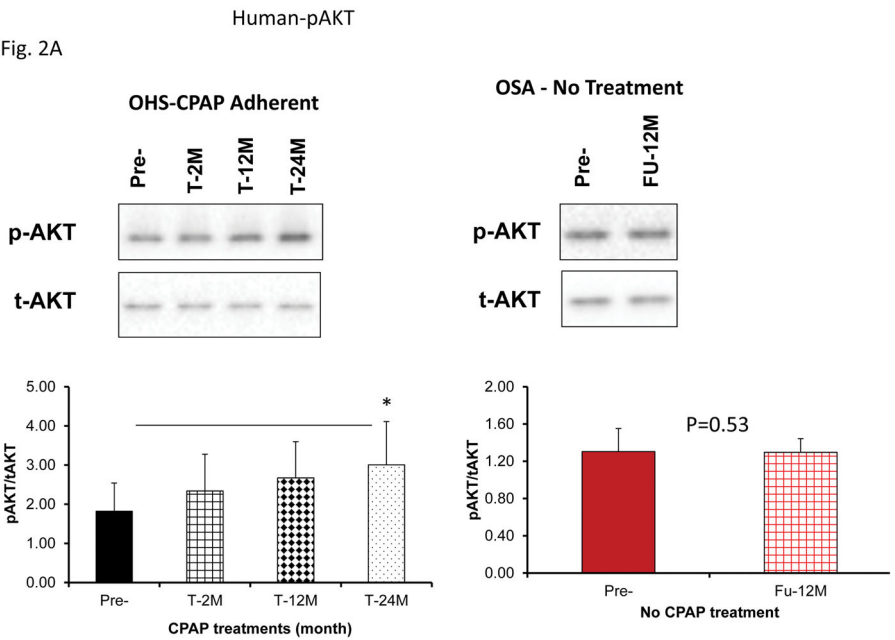 Human-pAKT
Fig. 2A
OHS-CPAP Adherent
Pre-
T-2M
T-12M
T-24M
p-AKT
t-AKT
pAKT/tAKT
5.00
4.00
3.00
2.00
1.00
0.00
*
Pre-
T-2M
T-12M
T-24M
CPAP treatments (month)
OSA - No Treatment
Pre-
FU-12M
p-AKT
t-AKT
pAKT/tAKT
2.00
1.60
1.20
0.80
0.40
0.00
P=0.53
Pre-
Fu-12M
No CPAP treatment